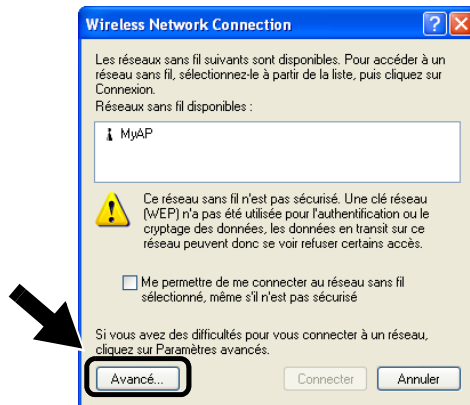 Wireless Network Connection
Les réseaux sans fil suivants sont disponibles. Pour accéder à un
réseau sans fil, sélectionnez-le à partir de la liste, puis cliquez sur
Connexion.
Réseaux sans fil disponibles :
MyAP
Ce réseau sans fil n'est pas sécurisé. Une clé réseau
(WEP) n'a pas été utilisée pour l'authentification ou le
cryptage des données, les données en transit sur ce
réseau peuvent donc se voir refuser certains accès.
Me permettre de me connecter au réseau sans fil
sélectionné, même s'il n'est pas sécurisé
Si vous avez des difficultés pour vous connecter à un réseau,
cliquez sur Paramètres avancés.
Avancé... Connecter Annuler